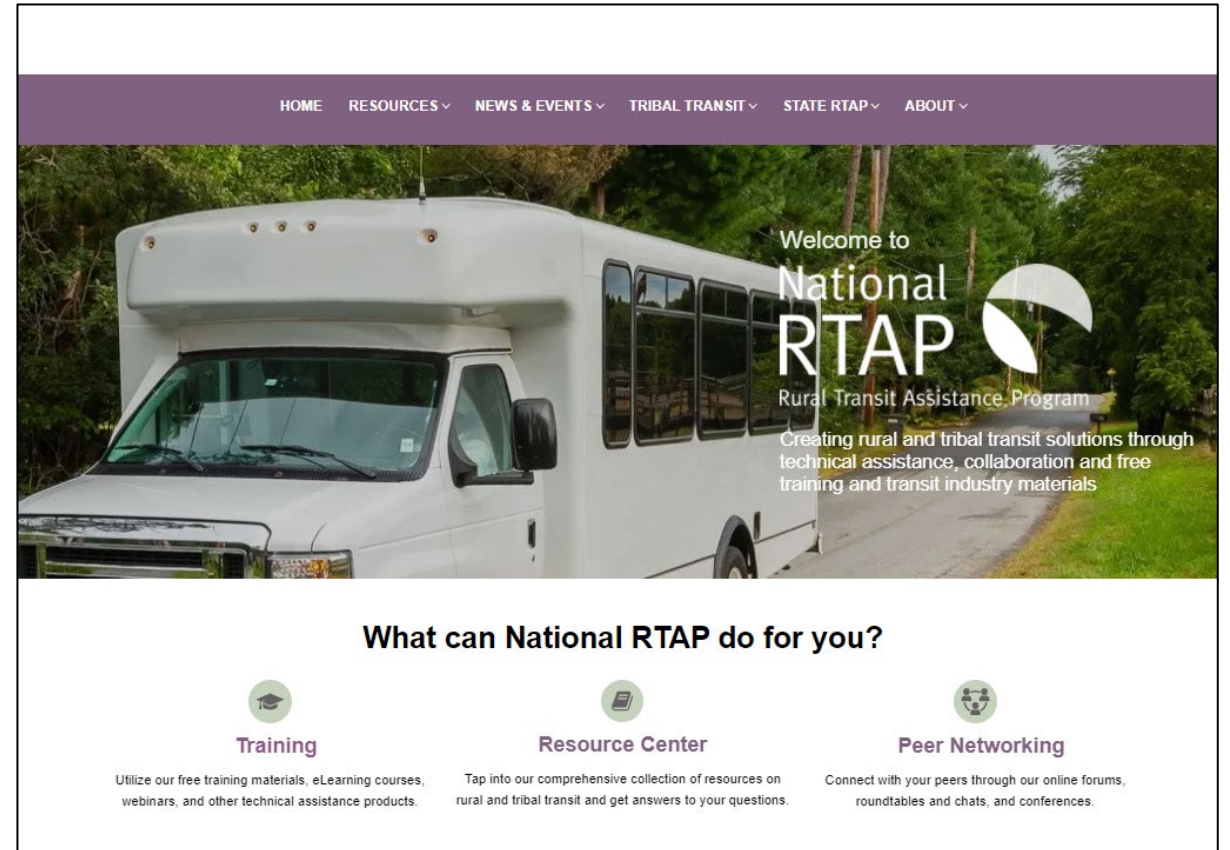 HOME RESOURCES NEWS & EVENTS TRIBAL TRANSIT STATE RTAP ABOUT
Welcome to
National
RTAP
Rural Transit Assistance Program
Creating rural and tribal transit solutions through
technical assistance, collaboration and free
training and transit industry materials
What can National RTAP do for you?
Training
Utilize our free training materials, eLearning courses,
webinars, and other technical assistance products.
Resource Center
Tap into our comprehensive collection of resources on
rural and tribal transit and get answers to your questions.
Peer Networking
Connect with your peers through our online forums,
roundtables and chats, and conferences.